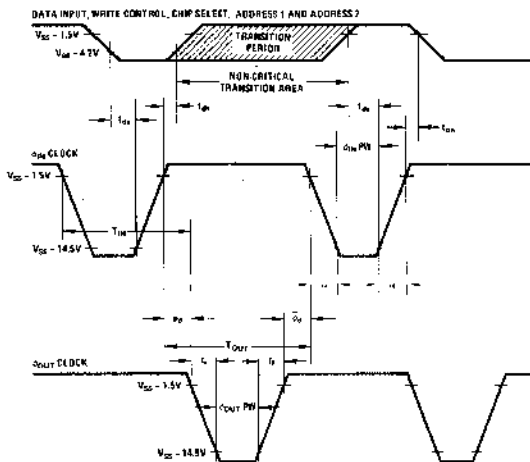 DATA INPUT, WRITE CONTROL, CHIP SELECT, ADDRESS 1 AND ADDRESS 2
VSS – 1.5V
VSS – 4.2V
TRANSITION
PERIOD
NON-CRITICAL
TRANSITION AREA
tds
tdh
tds
tDH
ϕIN PW
ϕIN CLOCK
VSS – 1.5V
TIN
VSS – 14.5V
ϕd
ϕd
TOUT
ϕOUT CLOCK
VSS – 1.5V
ϕOUT PW
VSS – 14.5V